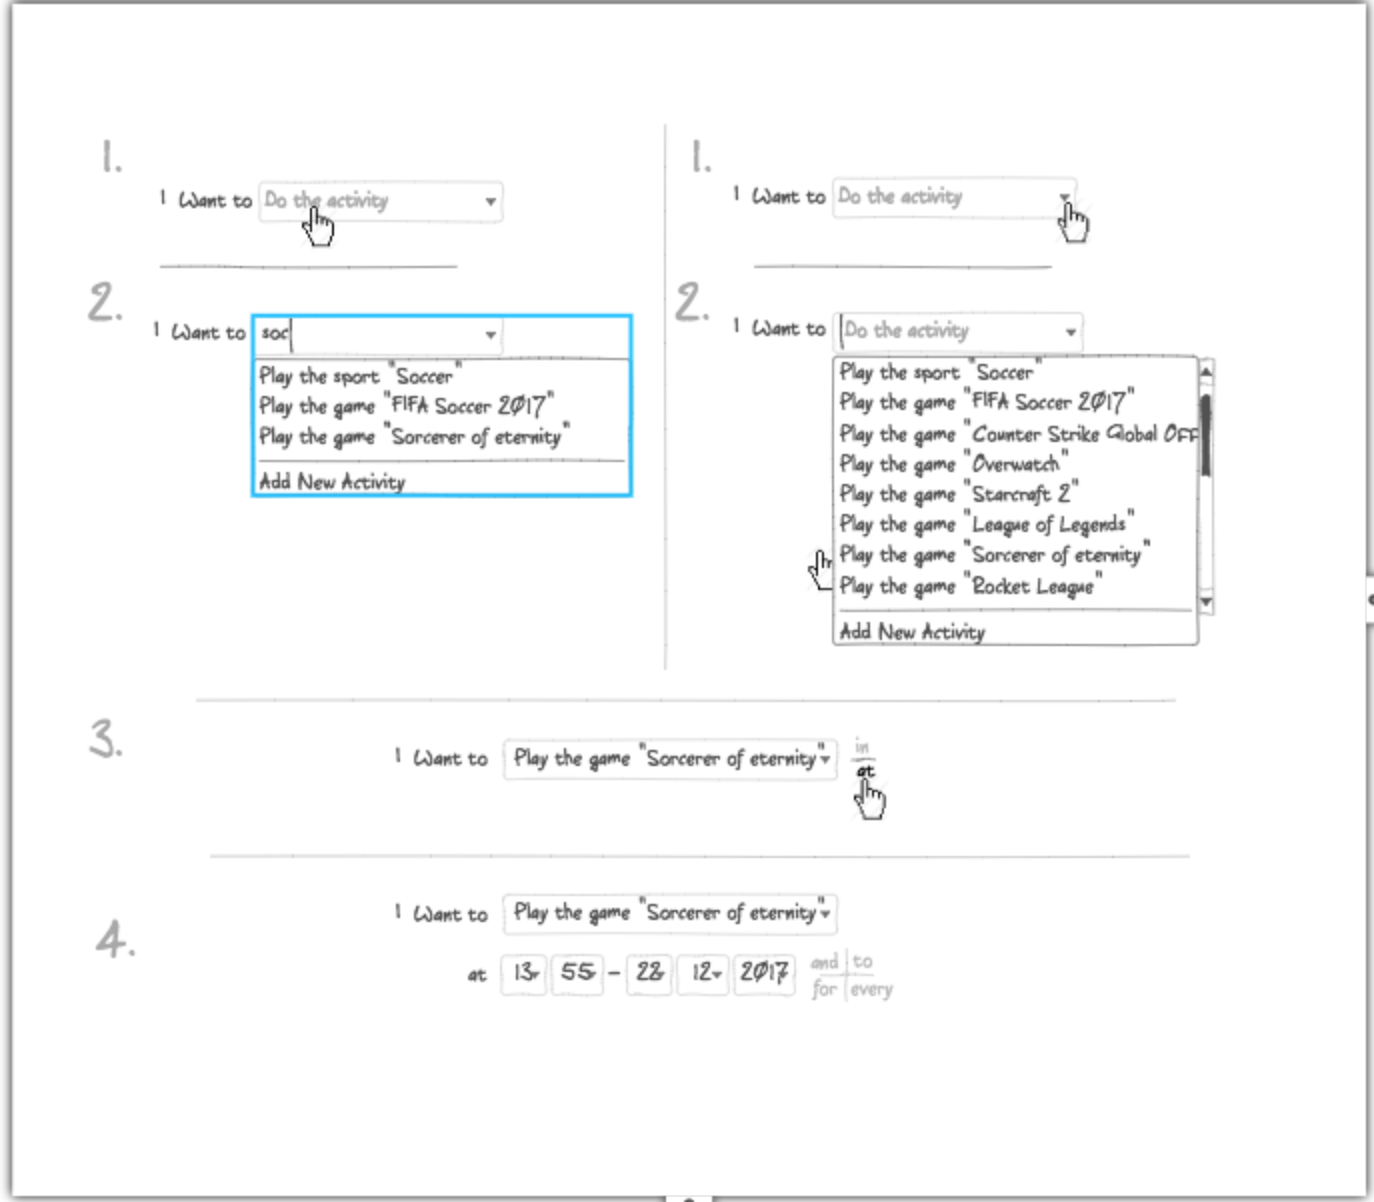 1.
I Want to Do the activity
2.
I Want to soc
Play the sport "Soccer"
Play the game "FIFA Soccer 2017"
Play the game "Sorcerer of eternity"
Add New Activity
1.
I Want to Do the activity
2.
I Want to Do the activity
Play the sport "Soccer"
Play the game "FIFA Soccer 2017"
Play the game "Counter Strike Global OFF
Play the game "Overwatch"
Play the game "Starcraft 2"
Play the game "League of Legends"
Play the game "Sorcerer of eternity"
Play the game "Rocket League"
Add New Activity
3.
I Want to Play the game "Sorcerer of eternity" in
at
4.
I Want to Play the game "Sorcerer of eternity"
at 13 55 - 22 12 2017 and to
for every